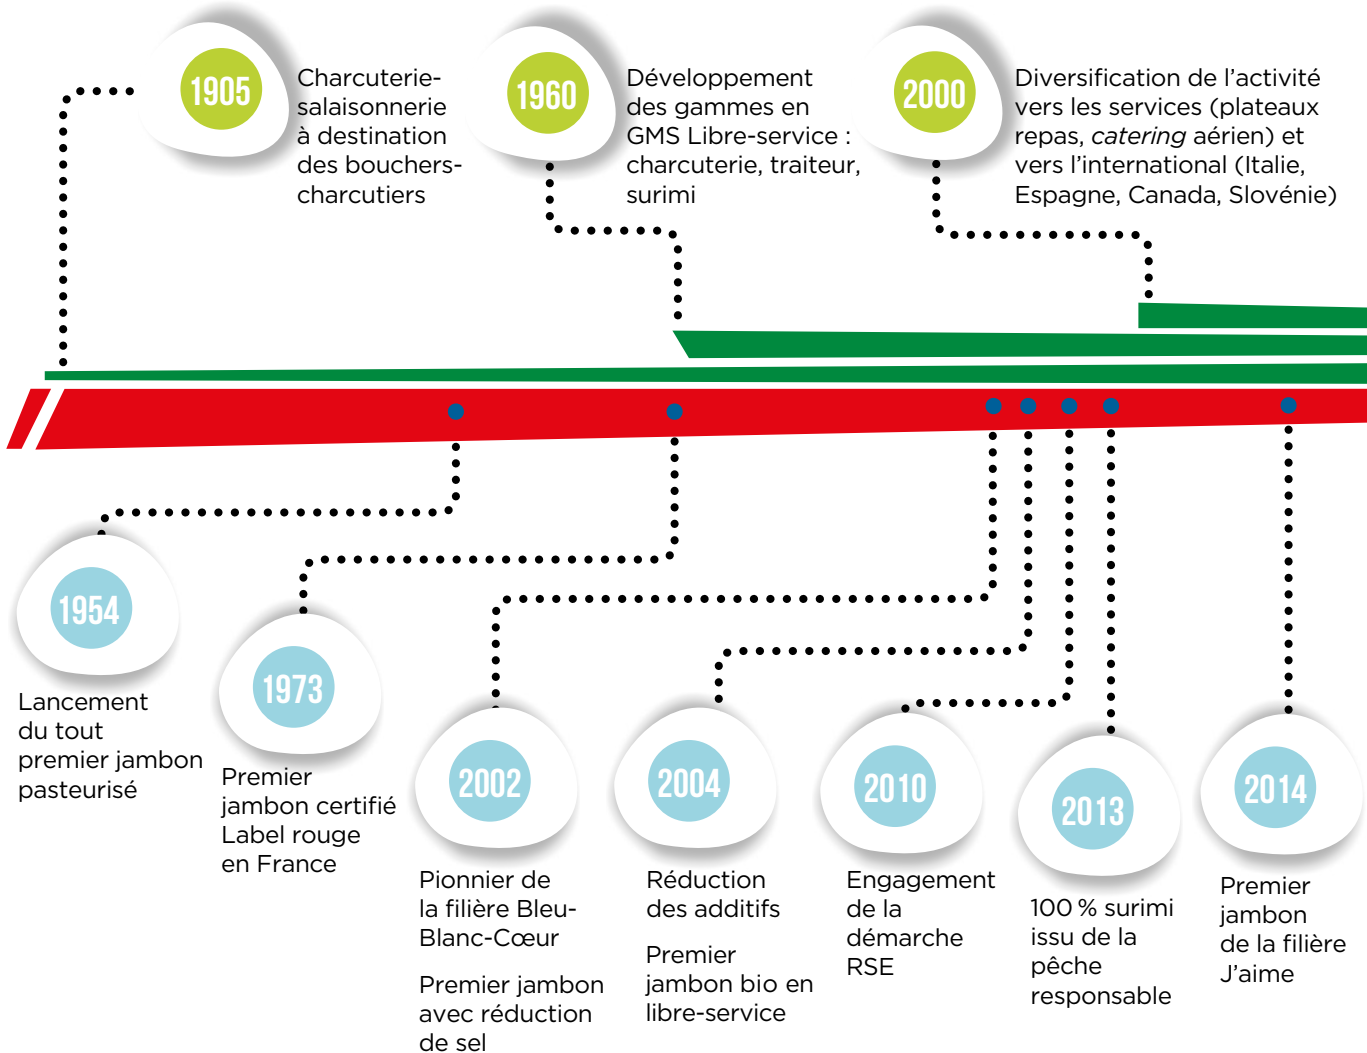 1905
Charcuterie-
salaisonnerie
à destination
des bouchers-
charcutiers
1960
Développement
des gammes en
GMS Libre-service :
charcuterie, traiteur,
surimi
2000
Diversification de l’activité
vers les services (plateaux
repas, catering aérien) et
vers l’international (Italie,
Espagne, Canada, Slovénie)
1954
Lancement
du tout
premier jambon
pasteurisé
1973
Premier
jambon certifié
Label rouge
en France
2002
Pionnier de
la filière Bleu-
Blanc-Cœur
Premier jambon
avec réduction
de sel
2004
Réduction
des additifs
Premier
jambon bio en
libre-service
2010
Engagement
de la
démarche
RSE
2013
100 % surimi
issu de la
pêche
responsable
2014
Premier
jambon
de la filière
J’aime